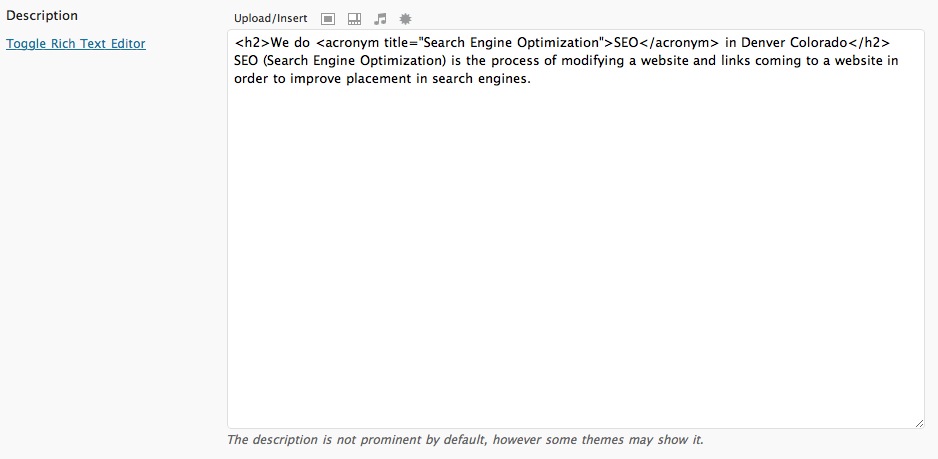 Description
Upload/Insert
Toggle Rich Text Editor
<h2>We do <acronym title="Search Engine Optimization">SEO</acronym> in Denver Colorado</h2>
SEO (Search Engine Optimization) is the process of modifying a website and links coming to a website in
order to improve placement in search engines.
The description is not prominent by default, however some themes may show it.